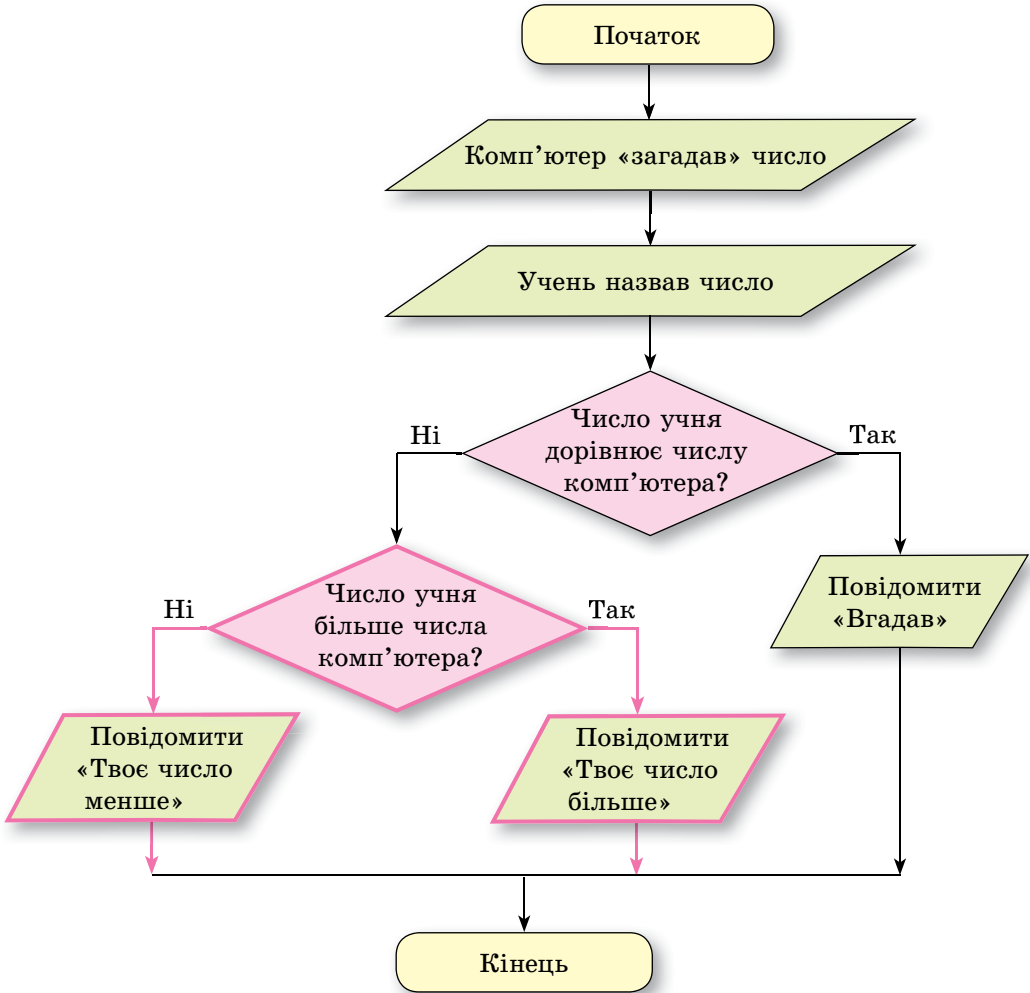 Початок
Комп’ютер «загадав» число
Учень назвав число
Число учня
дорівнює числу
комп’ютера?
Ні
Так
Число учня
більше числа
комп’ютера?
Ні
Так
Повідомити
«Вгадав»
Повідомити
«Твоє число
менше»
Повідомити
«Твоє число
більше»
Кінець